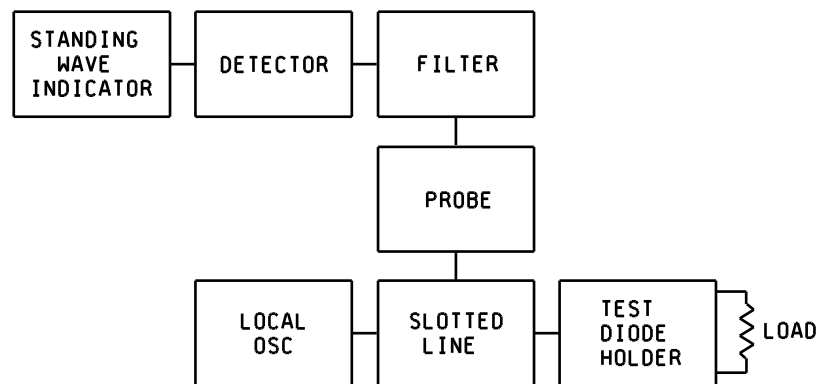 STANDING
WAVE
INDICATOR
DETECTOR
FILTER
PROBE
LOCAL
OSC
SLOTTED
LINE
TEST
DIODE
HOLDER
LOAD